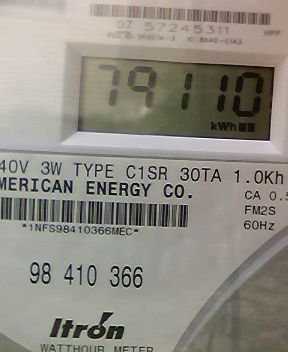 07 57245311
79110
kWh
40V 3W TYPE C1SR 30TA 1.0Kh
MERICAN ENERGY CO.
CA 0.5
FM2S
60Hz
*1NFS98410366MEC*
98 410 366
Itron
WATTHOUR METER